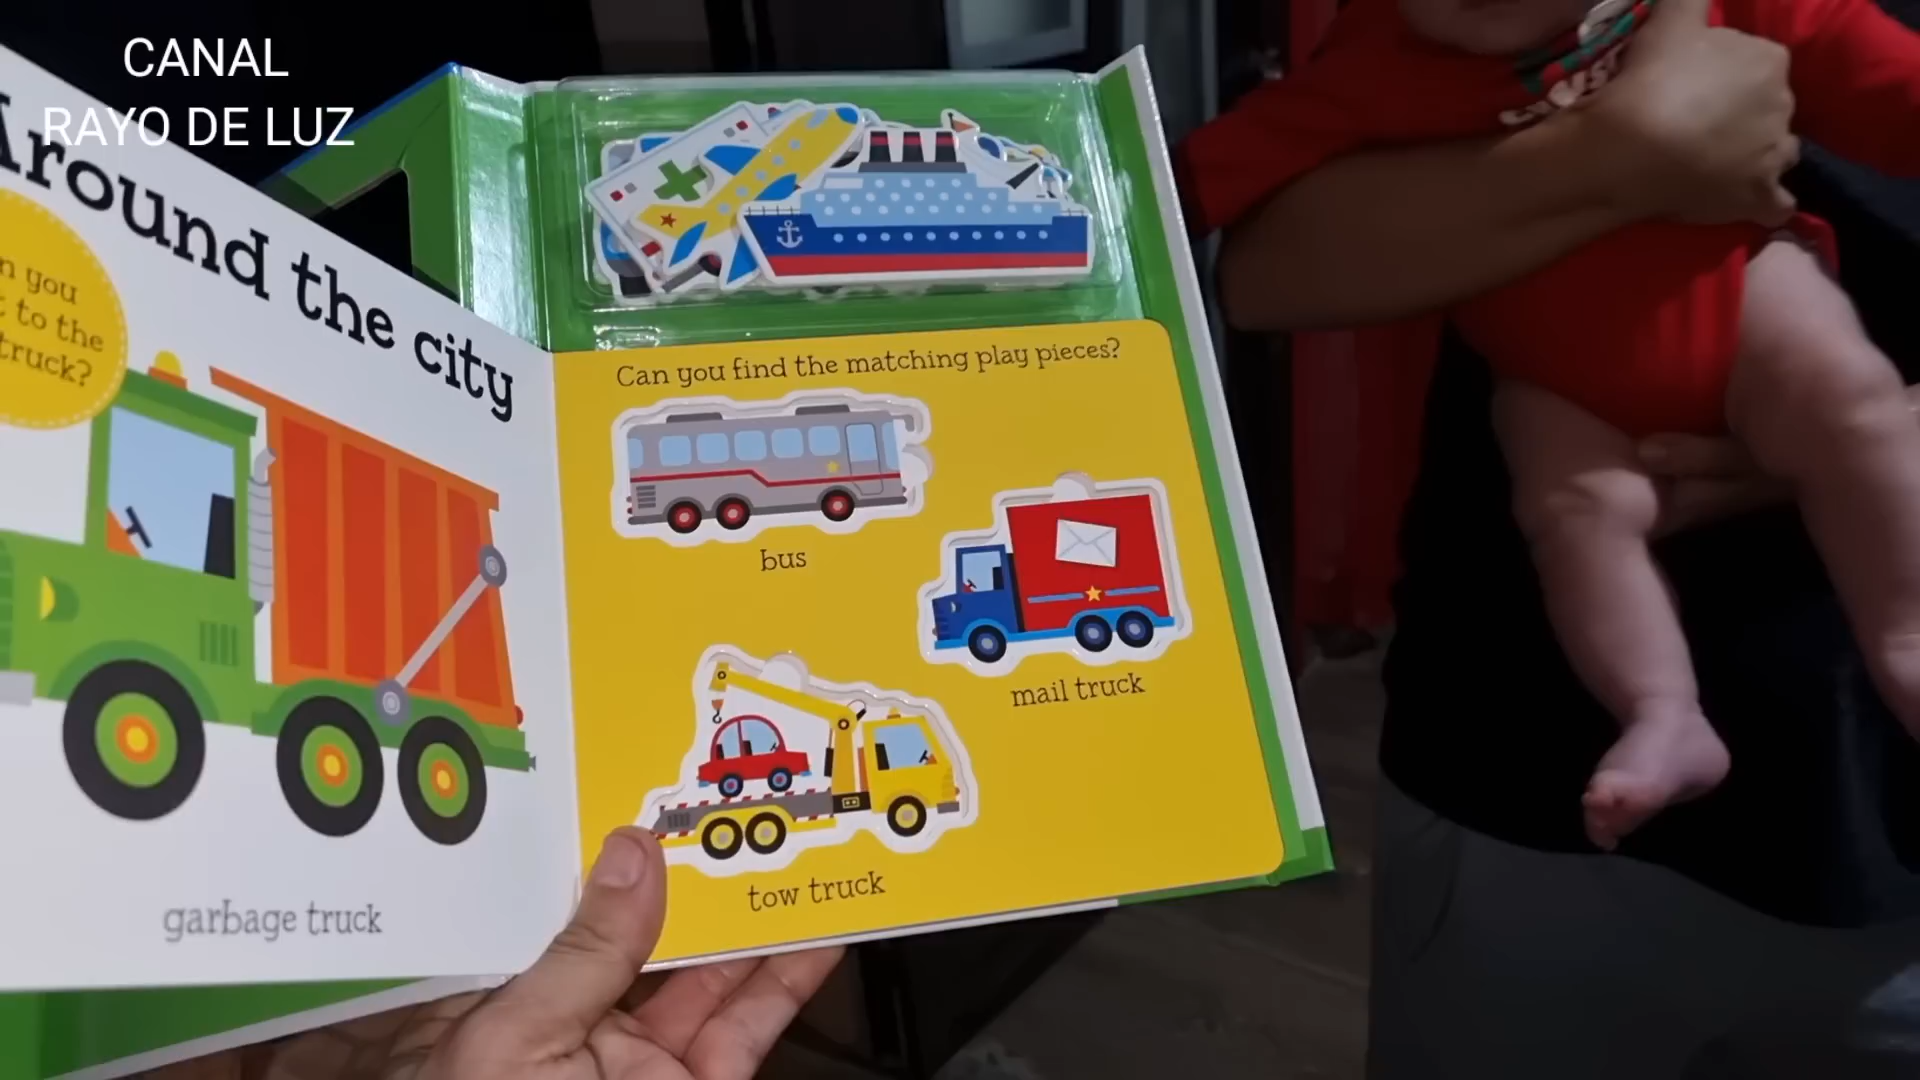 CANAL
RAYO DE LUZ
Around the city
you
to the
truck?
garbage truck
Can you find the matching play pieces?
bus
mail truck
tow truck